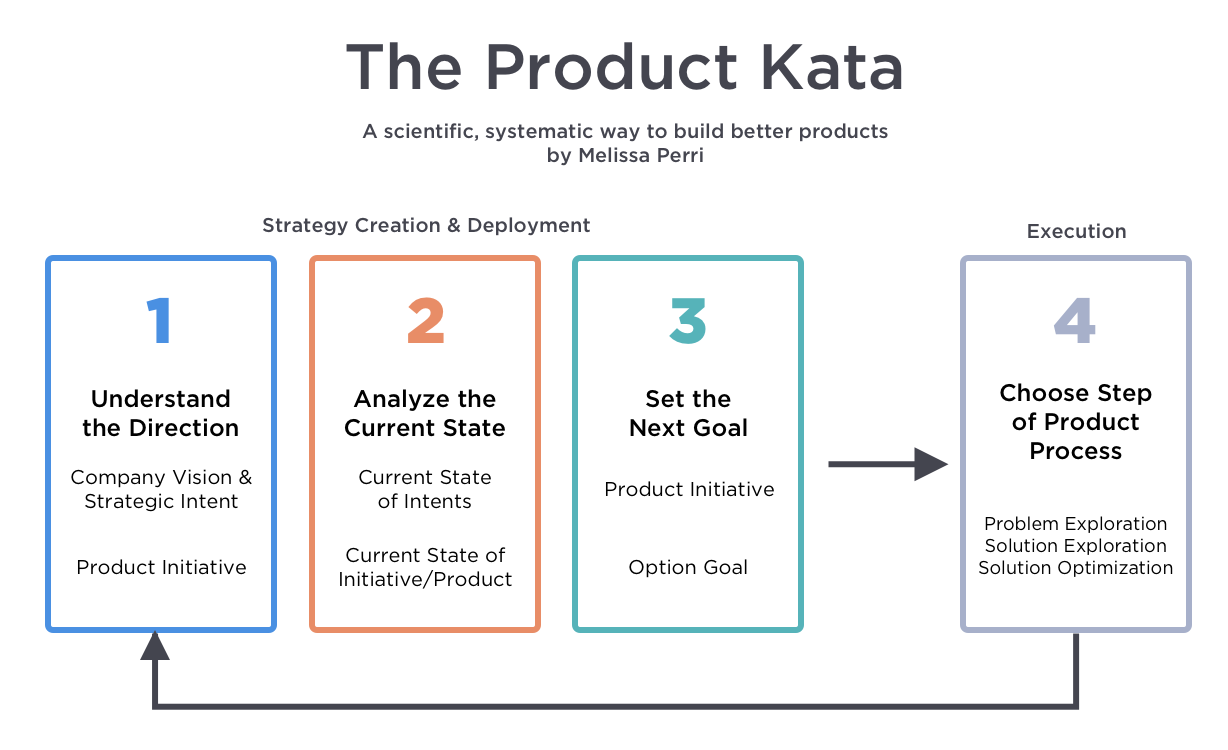 The Product Kata
A scientific, systematic way to build better products
by Melissa Perri
Strategy Creation & Deployment
1
Understand
the Direction
Company Vision &
Strategic Intent
Product Initiative
2
Analyze the
Current State
Current State
of Intents
Current State of
Initiative/Product
3
Set the
Next Goal
Product Initiative
Option Goal
Execution
4
Choose Step
of Product
Process
Problem Exploration
Solution Exploration
Solution Optimization